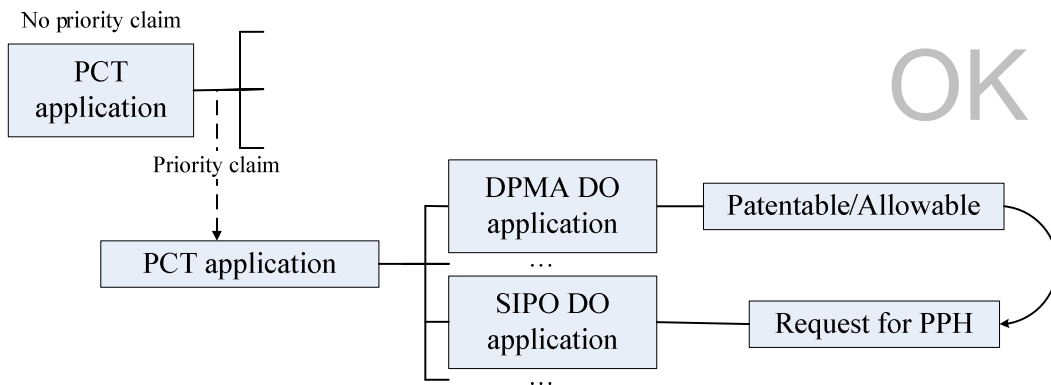 No priority claim
PCT
application
OK
Priority claim
DPMA DO
application
Patentable/Allowable
PCT application
...
SIPO DO
application
Request for PPH
...